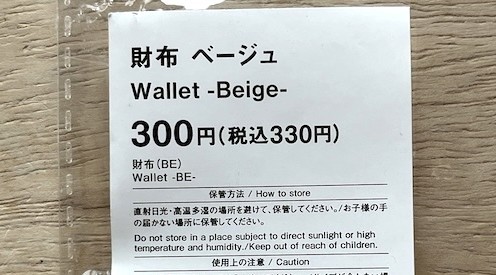 財布 ベージュ
Wallet -Beige-
300円(税込330円)
財布(BE)
Wallet -BE-
保管方法 / How to store
直射日光・高温多湿の場所を避けて、保管してください。/お子様の手
の届かない場所に保管してください。
Do not store in a place subject to direct sunlight or high
temperature and humidity./Keep out of reach of children.
使用上の注意 / Caution